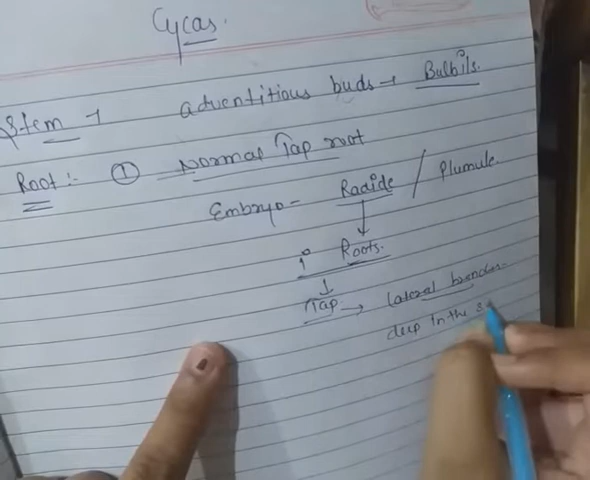 Cycas.
Stem → adventitious buds → Bulbils.
Root:- ① Normal Tap root
Embryo - Radicle / Plumule
↓
1° Roots.
↓
Tap. → lateral branches.
deep in the